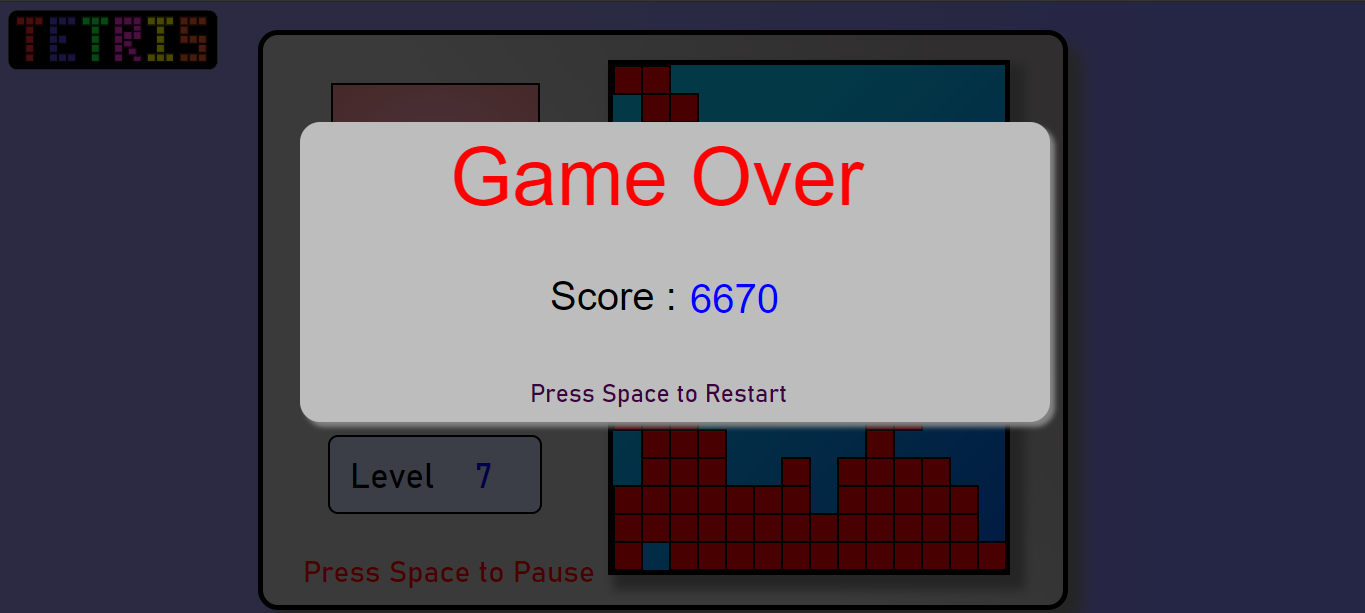 TETRIS
Game Over
Score : 6670
Press Space to Restart
Level 7
Press Space to Pause